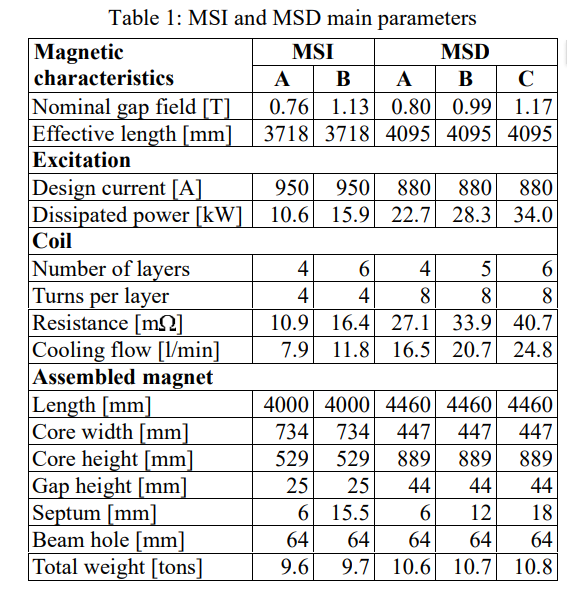 Table 1: MSI and MSD main parameters
Magnetic characteristics MSI MSD
A B A B C
Nominal gap field [T] 0.76 1.13 0.80 0.99 1.17
Effective length [mm] 3718 3718 4095 4095 4095
Excitation
Design current [A] 950 950 880 880 880
Dissipated power [kW] 10.6 15.9 22.7 28.3 34.0
Coil
Number of layers 4 6 4 5 6
Turns per layer 4 4 8 8 8
Resistance [mΩ] 10.9 16.4 27.1 33.9 40.7
Cooling flow [l/min] 7.9 11.8 16.5 20.7 24.8
Assembled magnet
Length [mm] 4000 4000 4460 4460 4460
Core width [mm] 734 734 447 447 447
Core height [mm] 529 529 889 889 889
Gap height [mm] 25 25 44 44 44
Septum [mm] 6 15.5 6 12 18
Beam hole [mm] 64 64 64 64 64
Total weight [tons] 9.6 9.7 10.6 10.7 10.8